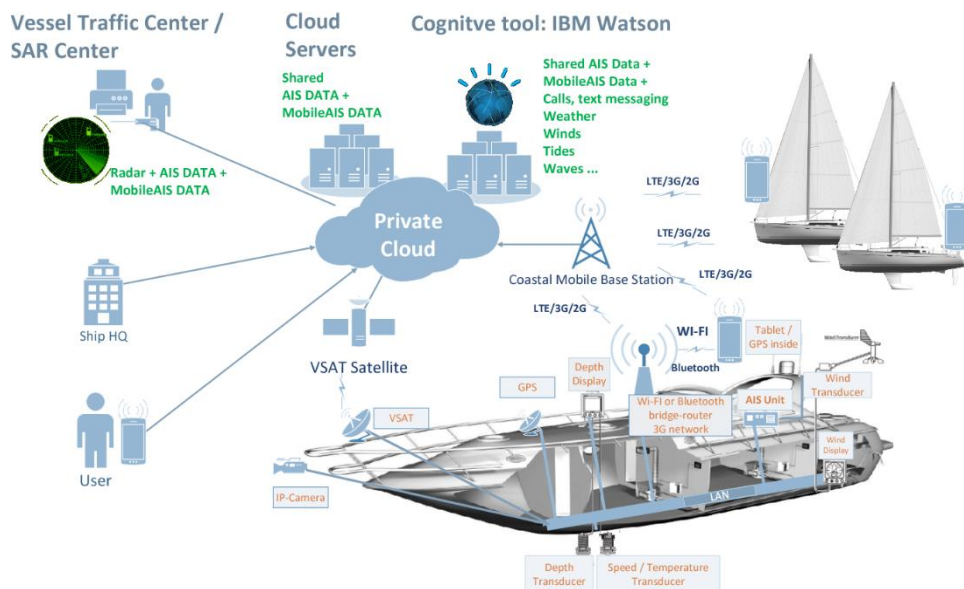 Vessel Traffic Center /
SAR Center
Cloud
Servers
Cognitve tool: IBM Watson
Shared
AIS DATA +
MobileAIS DATA
Shared AIS Data +
MobileAIS Data +
Calls, text messaging
Weather
Winds
Tides
Waves ...
Radar + AIS DATA +
MobileAIS DATA
Private
Cloud
LTE/3G/2G
LTE/3G/2G
LTE/3G/2G
Coastal Mobile Base Station
LTE/3G/2G
Ship HQ
VSAT Satellite
WI-FI
Bluetooth
Tablet /
GPS inside
Wind Transducer
Depth
Display
GPS
VSAT
Wi-FI or Bluetooth
bridge-router
3G network
AIS Unit
Wind
Transducer
Wind
Display
User
IP-Camera
LAN
Depth
Transducer
Speed / Temperature
Transducer